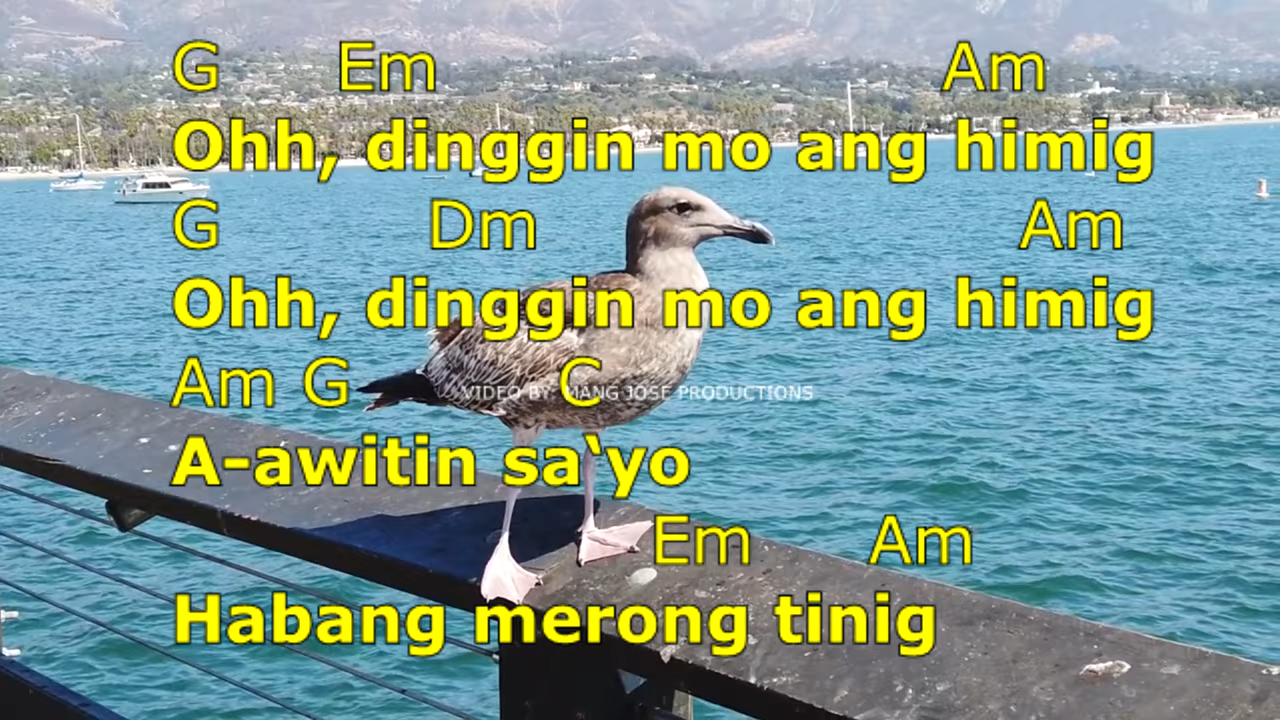 G Em Am
Ohh, dinggin mo ang himig
G Dm Am
Ohh, dinggin mo ang himig
Am G C
VIDEO BY: MANG JOSE PRODUCTIONS
A-awitin sa‘yo
Em Am
Habang merong tinig